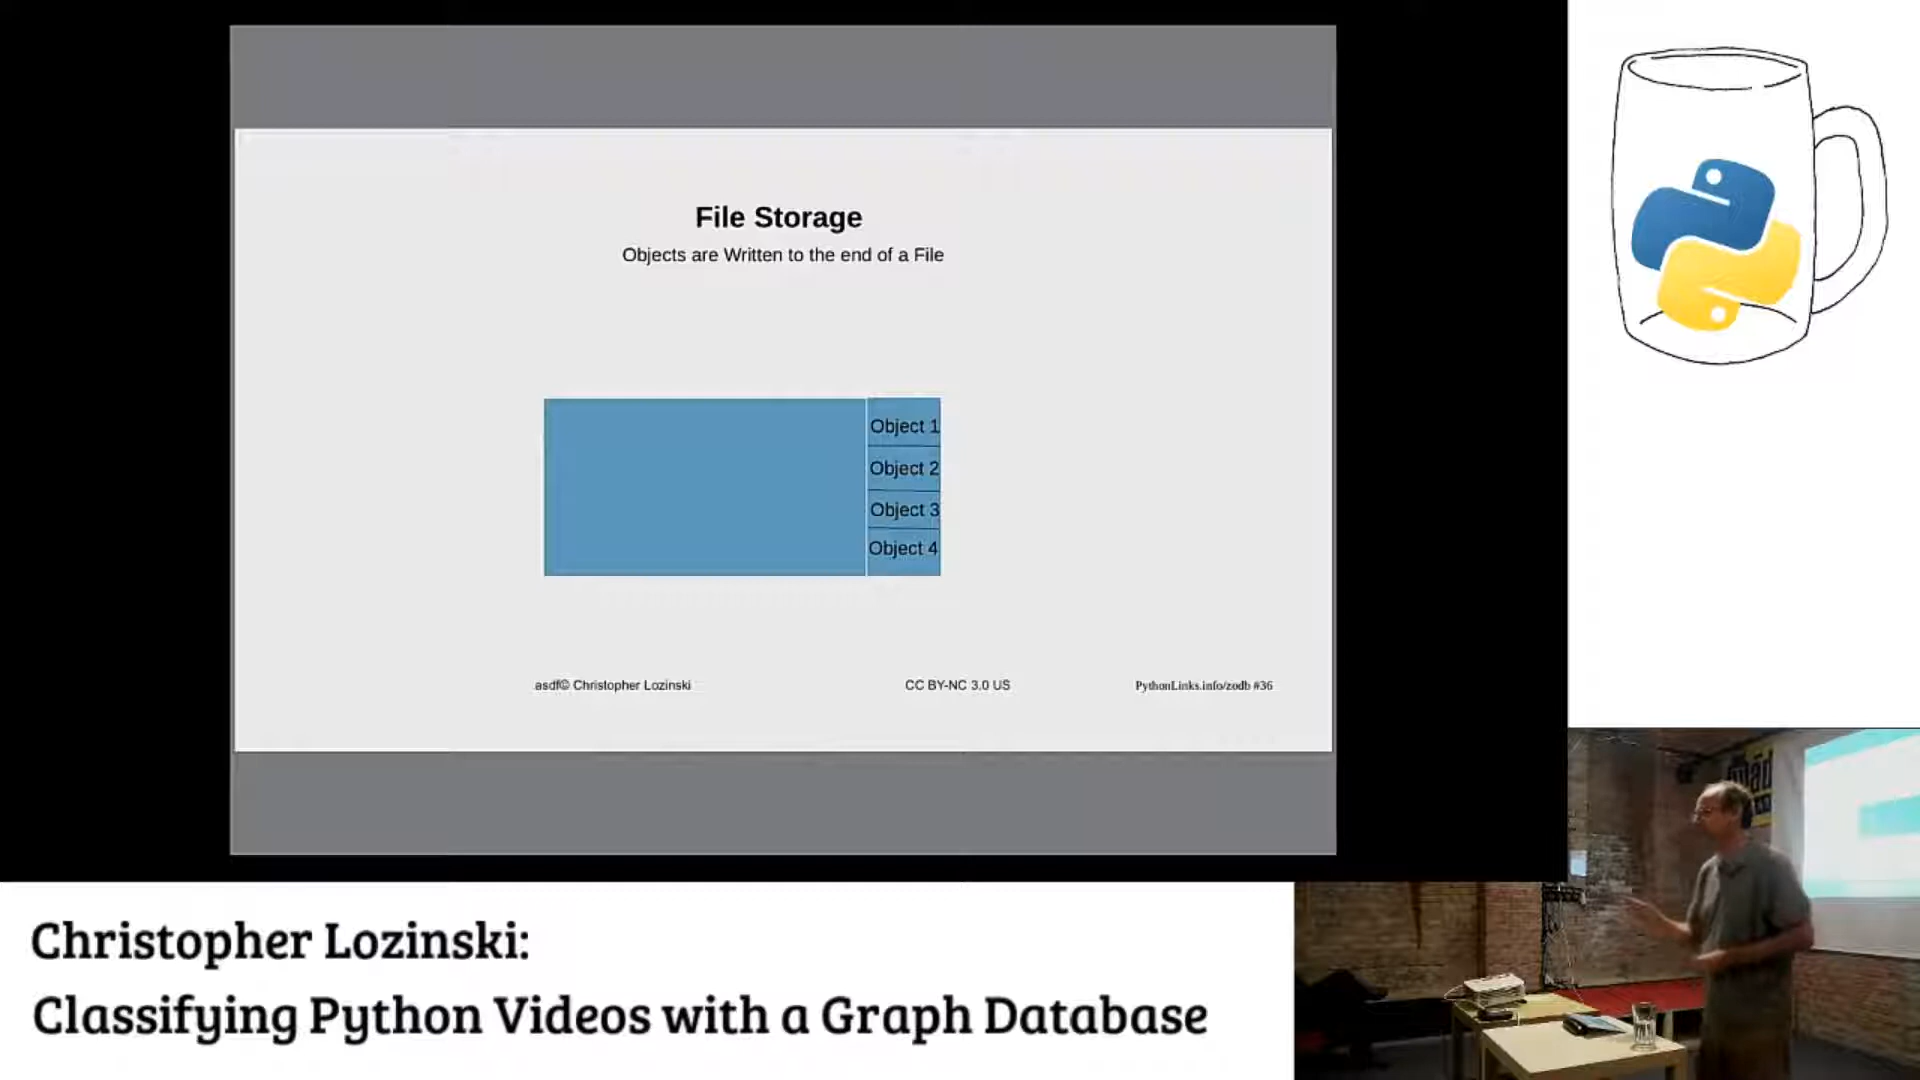 File Storage
Objects are Written to the end of a File
Object 1
Object 2
Object 3
Object 4
asdf© Christopher Lozinski
CC BY-NC 3.0 US
PythonLinks.info/zodb #36
Christopher Lozinski:
Classifying Python Videos with a Graph Database